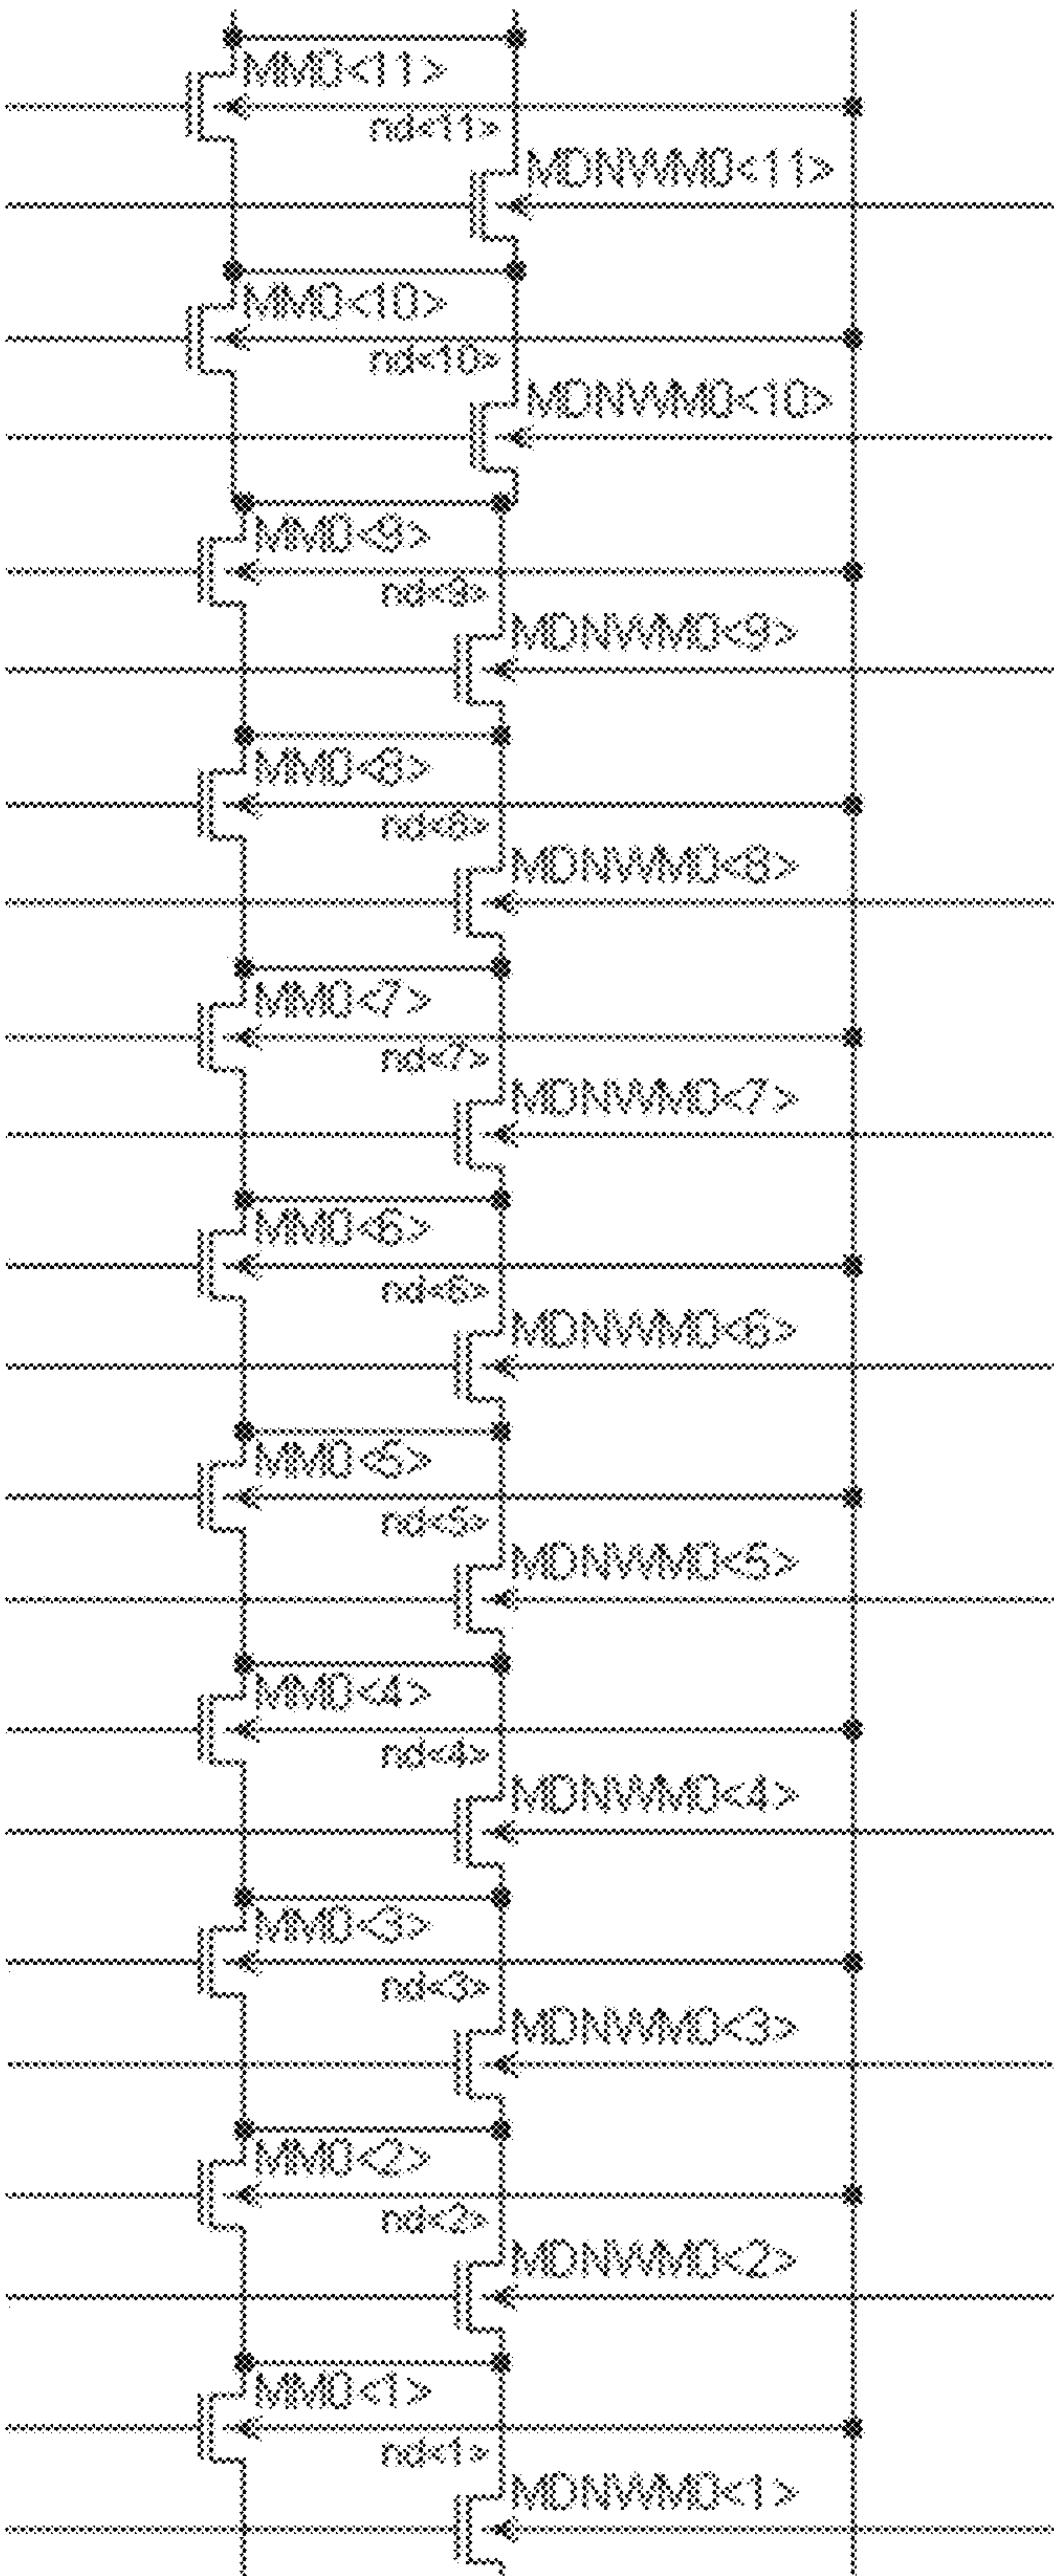 MM0<11>
nd<11>
MDNWM0<11>
MM0<10>
nd<10>
MDNWM0<10>
MM0<9>
nd<9>
MDNWM0<9>
MM0<8>
nd<8>
MDNWM0<8>
MM0<7>
nd<7>
MDNWM0<7>
MM0<6>
nd<6>
MDNWM0<6>
MM0<5>
nd<5>
MDNWM0<5>
MM0<4>
nd<4>
MDNWM0<4>
MM0<3>
nd<3>
MDNWM0<3>
MM0<2>
nd<2>
MDNWM0<2>
MM0<1>
nd<1>
MDNWM0<1>